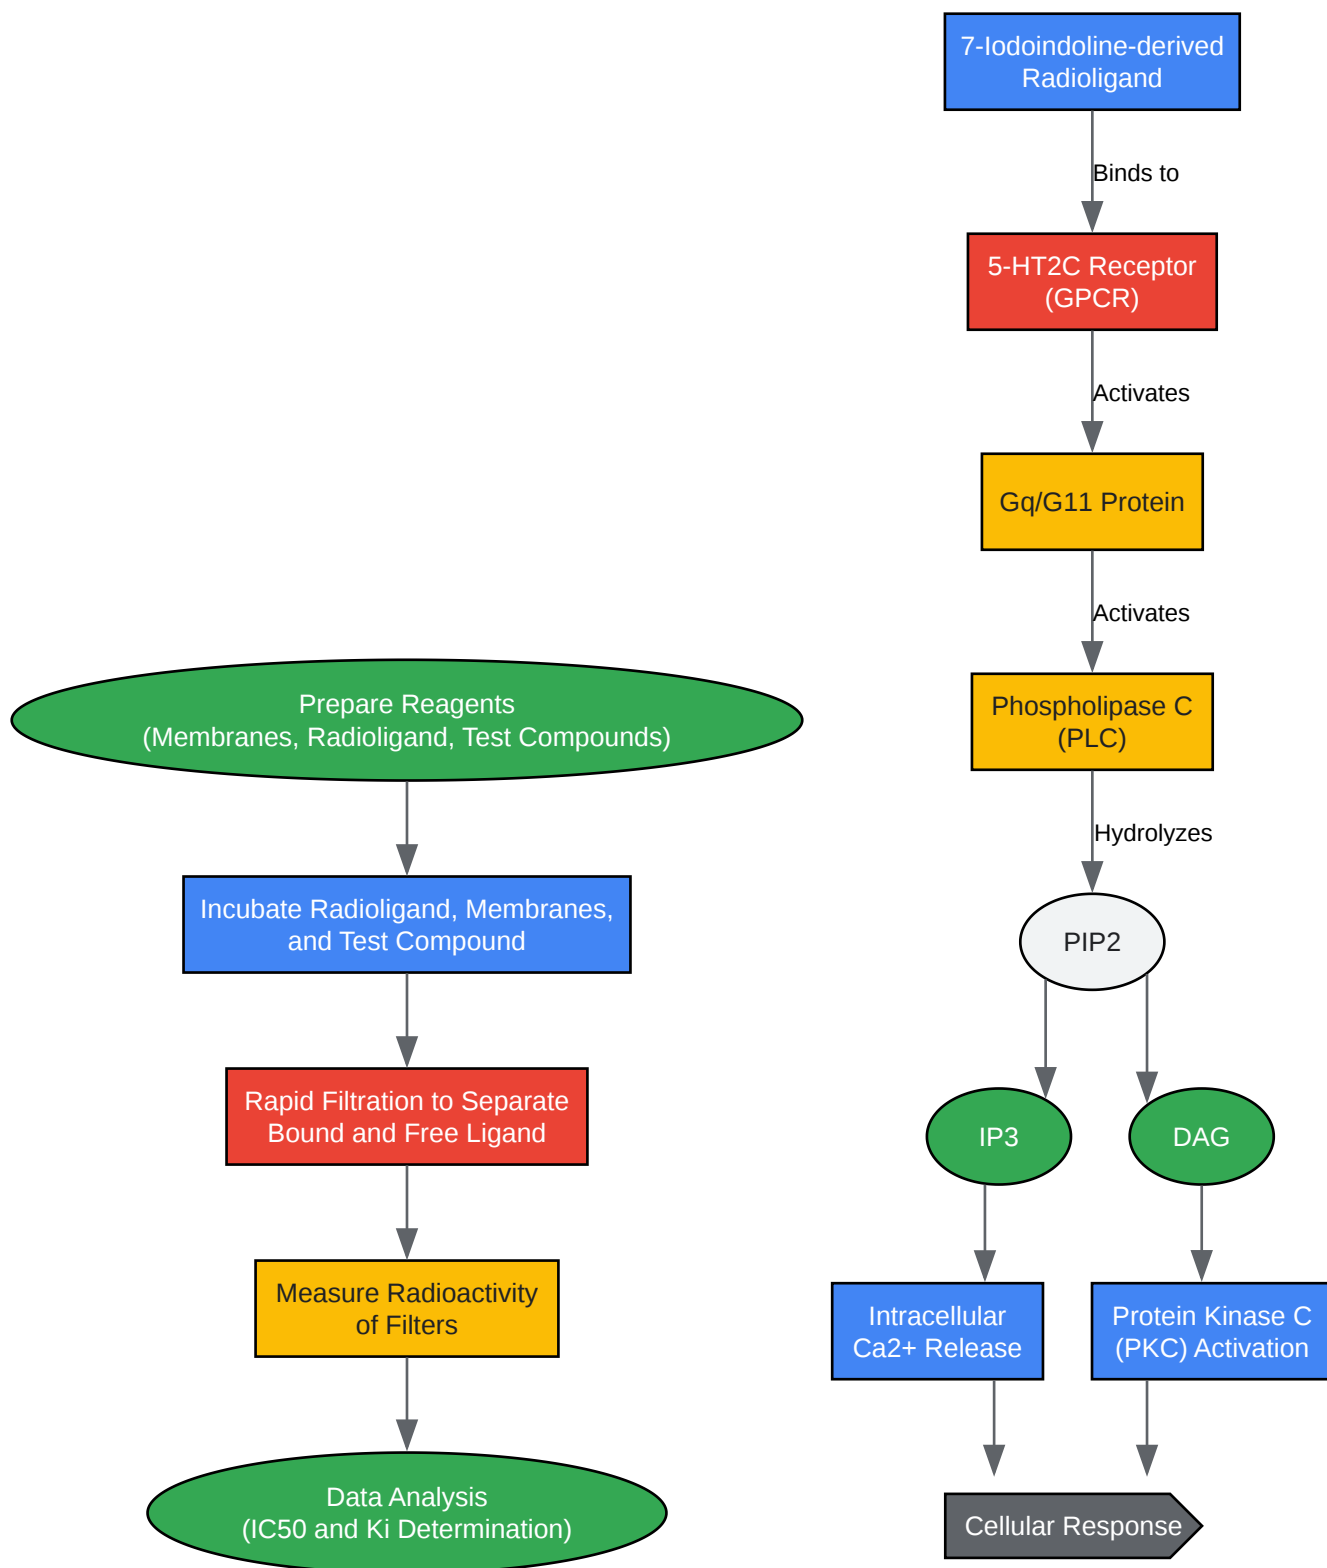 7-Iodoindoline-derived
Radioligand
Binds to
5-HT2C Receptor
(GPCR)
Activates
Gq/G11 Protein
Activates
Phospholipase C
(PLC)
Hydrolyzes
PIP2
IP3
DAG
Intracellular
Ca2+ Release
Protein Kinase C
(PKC) Activation
Cellular Response
Prepare Reagents
(Membranes, Radioligand, Test Compounds)
Incubate Radioligand, Membranes,
and Test Compound
Rapid Filtration to Separate
Bound and Free Ligand
Measure Radioactivity
of Filters
Data Analysis
(IC50 and Ki Determination)